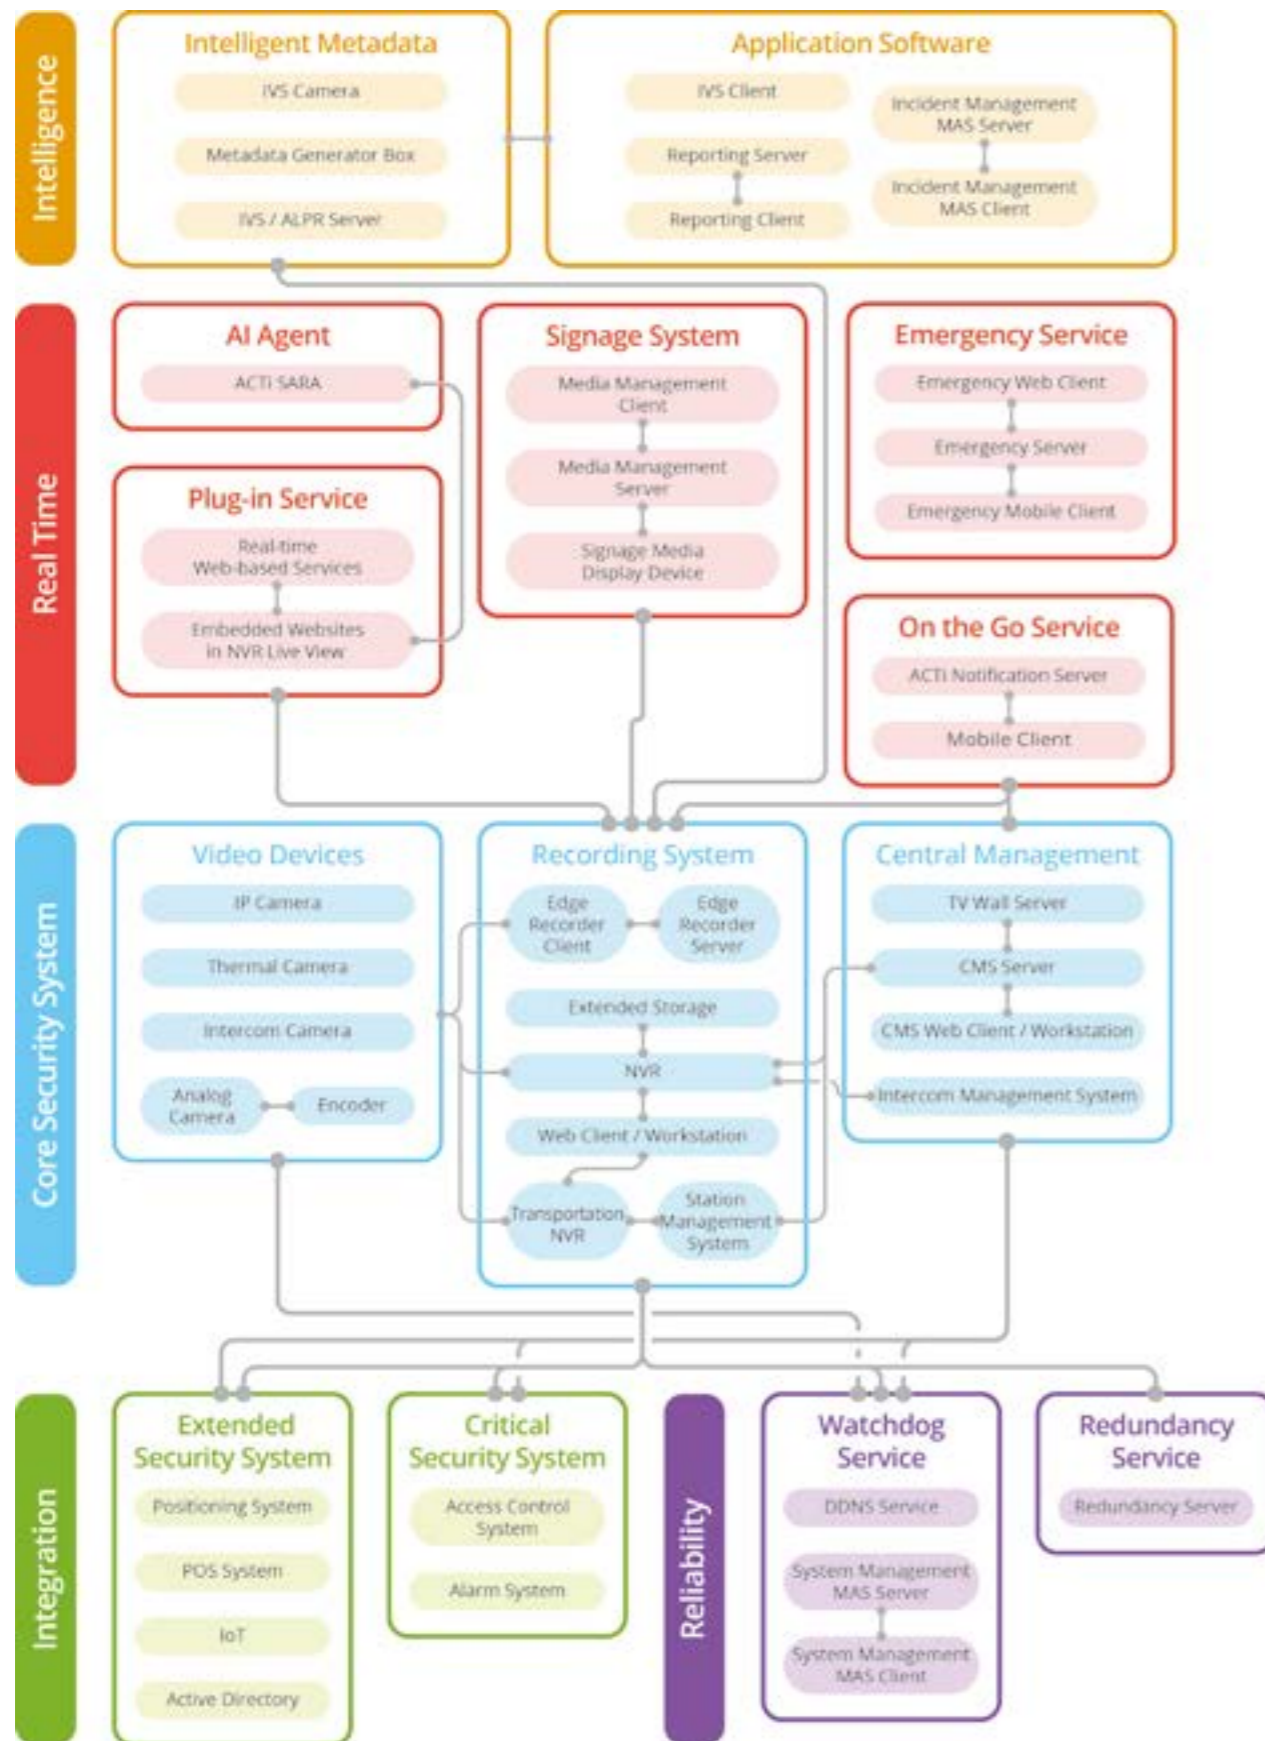 Intelligence
Intelligent Metadata
IVS Camera
Metadata Generator Box
IVS / ALPR Server
Application Software
IVS Client
Reporting Server
Reporting Client
Incident Management
MAS Server
Incident Management
MAS Client
Real Time
AI Agent
ACTi SARA
Plug-in Service
Real-time
Web-based Services
Embedded Websites
in NVR Live View
Signage System
Media Management
Client
Media Management
Server
Signage Media
Display Device
Emergency Service
Emergency Web Client
Emergency Server
Emergency Mobile Client
On the Go Service
ACTi Notification Server
Mobile Client
Core Security System
Video Devices
IP Camera
Thermal Camera
Intercom Camera
Analog
Camera
Encoder
Recording System
Edge
Recorder
Client
Edge
Recorder
Server
Extended Storage
NVR
Web Client / Workstation
Transportation
NVR
Station
Management
System
Central Management
TV Wall Server
CMS Server
CMS Web Client / Workstation
Intercom Management System
Integration
Extended
Security System
Positioning System
POS System
IoT
Active Directory
Critical
Security System
Access Control
System
Alarm System
Reliability
Watchdog
Service
DDNS Service
System Management
MAS Server
System Management
MAS Client
Redundancy
Service
Redundancy Server